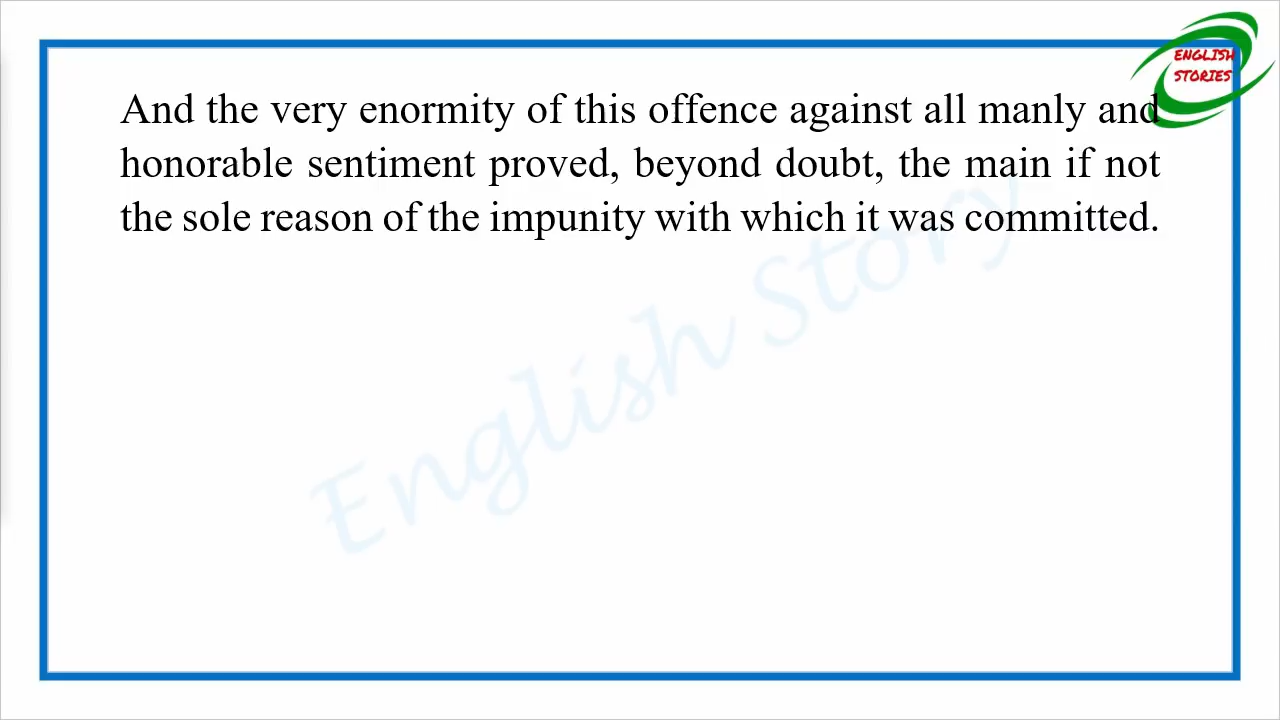 ENGLISH
STORIES
And the very enormity of this offence against all manly and
honorable sentiment proved, beyond doubt, the main if not
the sole reason of the impunity with which it was committed.
English Story